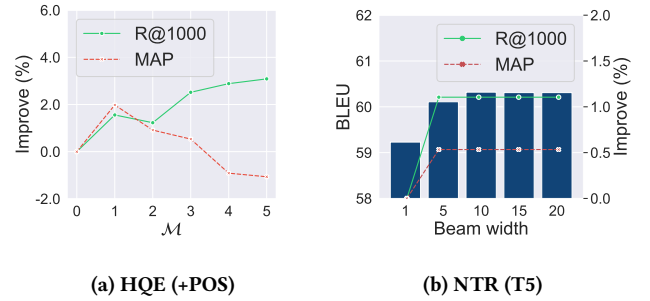 6.0
4.0
2.0
0.0
-2.0
Improve (%)
R@1000
MAP
0 1 2 3 4 5
M
(a) HQE (+POS)
62
61
60
59
58
BLEU
R@1000
MAP
2.0
1.5
1.0
0.5
0.0
Improve (%)
1 5 10 15 20
Beam width
(b) NTR (T5)